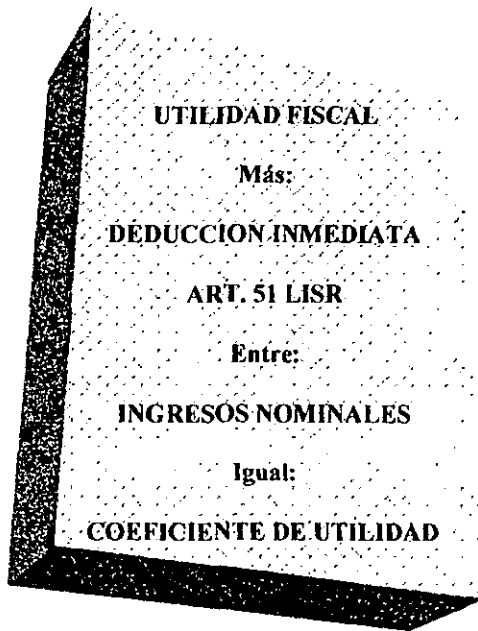 UTILIDAD FISCAL
Más:
DEDUCCION INMEDIATA
ART. 51 LISR
Entre:
INGRESOS NOMINALES
Igual:
COEFICIENTE DE UTILIDAD